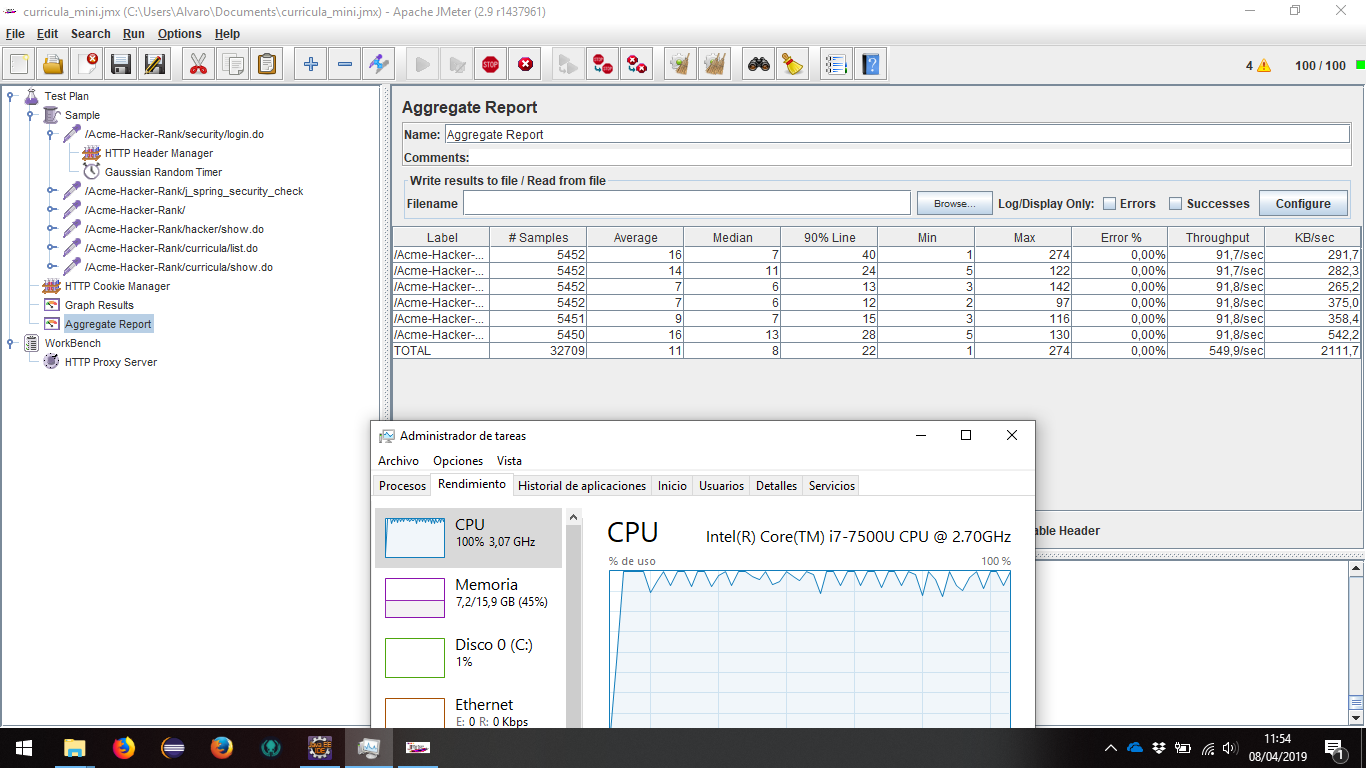 curricula_mini.jmx (C:\Users\Alvaro\Documents\curricula_mini.jmx) - Apache JMeter (2.9 r1437961)
File Edit Search Run Options Help
4 100 / 100
Test Plan
Sample
/Acme-Hacker-Rank/security/login.do
HTTP Header Manager
Gaussian Random Timer
/Acme-Hacker-Rank/j_spring_security_check
/Acme-Hacker-Rank/
/Acme-Hacker-Rank/hacker/show.do
/Acme-Hacker-Rank/curricula/list.do
/Acme-Hacker-Rank/curricula/show.do
HTTP Cookie Manager
Graph Results
Aggregate Report
WorkBench
HTTP Proxy Server
Aggregate Report
Name: Aggregate Report
Comments:
Write results to file / Read from file
Filename Browse... Log/Display Only: Errors Successes Configure
Label # Samples Average Median 90% Line Min Max Error % Throughput KB/sec
/Acme-Hacker-... 5452 16 7 40 1 274 0,00% 91,7/sec 291,7
/Acme-Hacker-... 5452 14 11 24 5 122 0,00% 91,7/sec 282,3
/Acme-Hacker-... 5452 7 6 13 3 142 0,00% 91,8/sec 265,2
/Acme-Hacker-... 5452 7 6 12 2 97 0,00% 91,8/sec 375,0
/Acme-Hacker-... 5451 9 7 15 3 116 0,00% 91,8/sec 358,4
/Acme-Hacker-... 5450 16 13 28 5 130 0,00% 91,8/sec 542,2
TOTAL 32709 11 8 22 1 274 0,00% 549,9/sec 2111,7
able Header
Administrador de tareas
Archivo Opciones Vista
Procesos Rendimiento Historial de aplicaciones Inicio Usuarios Detalles Servicios
CPU
100% 3,07 GHz
Memoria
7,2/15,9 GB (45%)
Disco 0 (C:)
1%
Ethernet
E: 0 R: 0 Kbps
CPU Intel(R) Core(TM) i7-7500U CPU @ 2.70GHz
% de uso 100 %
11:54
08/04/2019
1